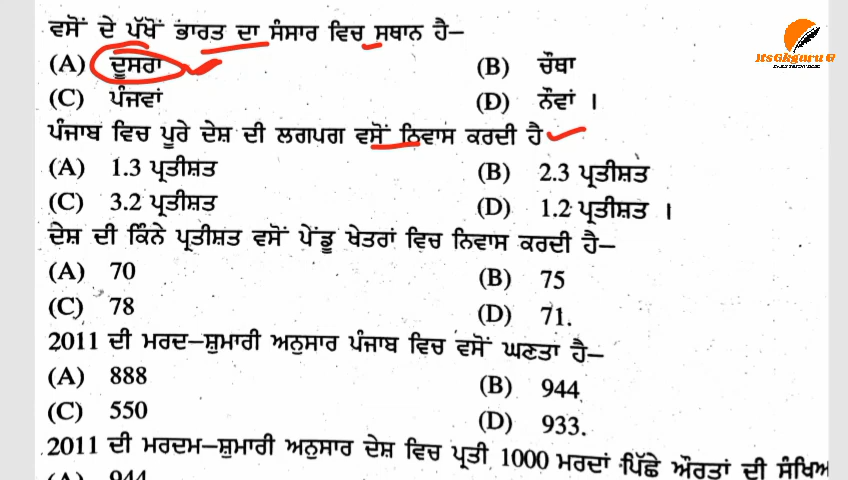 ਵਸੋਂ ਦੇ ਪੱਖੋਂ ਭਾਰਤ ਦਾ ਸੰਸਾਰ ਵਿਚ ਸਥਾਨ ਹੈ–
(A) ਦੂਸਰਾ (B) ਚੌਥਾ
(C) ਪੰਜਵਾਂ (D) ਨੌਵਾਂ ।
ਪੰਜਾਬ ਵਿਚ ਪੂਰੇ ਦੇਸ਼ ਦੀ ਲਗਪਗ ਵਸੋਂ ਨਿਵਾਸ ਕਰਦੀ ਹੈ
(A) 1.3 ਪ੍ਰਤੀਸ਼ਤ (B) 2.3 ਪ੍ਰਤੀਸ਼ਤ
(C) 3.2 ਪ੍ਰਤੀਸ਼ਤ (D) 1.2 ਪ੍ਰਤੀਸ਼ਤ ।
ਦੇਸ਼ ਦੀ ਕਿੰਨੇ ਪ੍ਰਤੀਸ਼ਤ ਵਸੋਂ ਪੇਂਡੂ ਖੇਤਰਾਂ ਵਿਚ ਨਿਵਾਸ ਕਰਦੀ ਹੈ–
(A) 70 (B) 75
(C) 78 (D) 71.
2011 ਦੀ ਮਰਦ–ਸ਼ੁਮਾਰੀ ਅਨੁਸਾਰ ਪੰਜਾਬ ਵਿਚ ਵਸੋਂ ਘਣਤਾ ਹੈ–
(A) 888 (B) 944
(C) 550 (D) 933.
2011 ਦੀ ਮਰਦਮ–ਸ਼ੁਮਾਰੀ ਅਨੁਸਾਰ ਦੇਸ਼ ਵਿਚ ਪ੍ਰਤੀ 1000 ਮਰਦਾਂ ਪਿੱਛੇ ਔਰਤਾਂ ਦੀ ਸੰਖਿਅ
(A) 944
ItsGkguru G